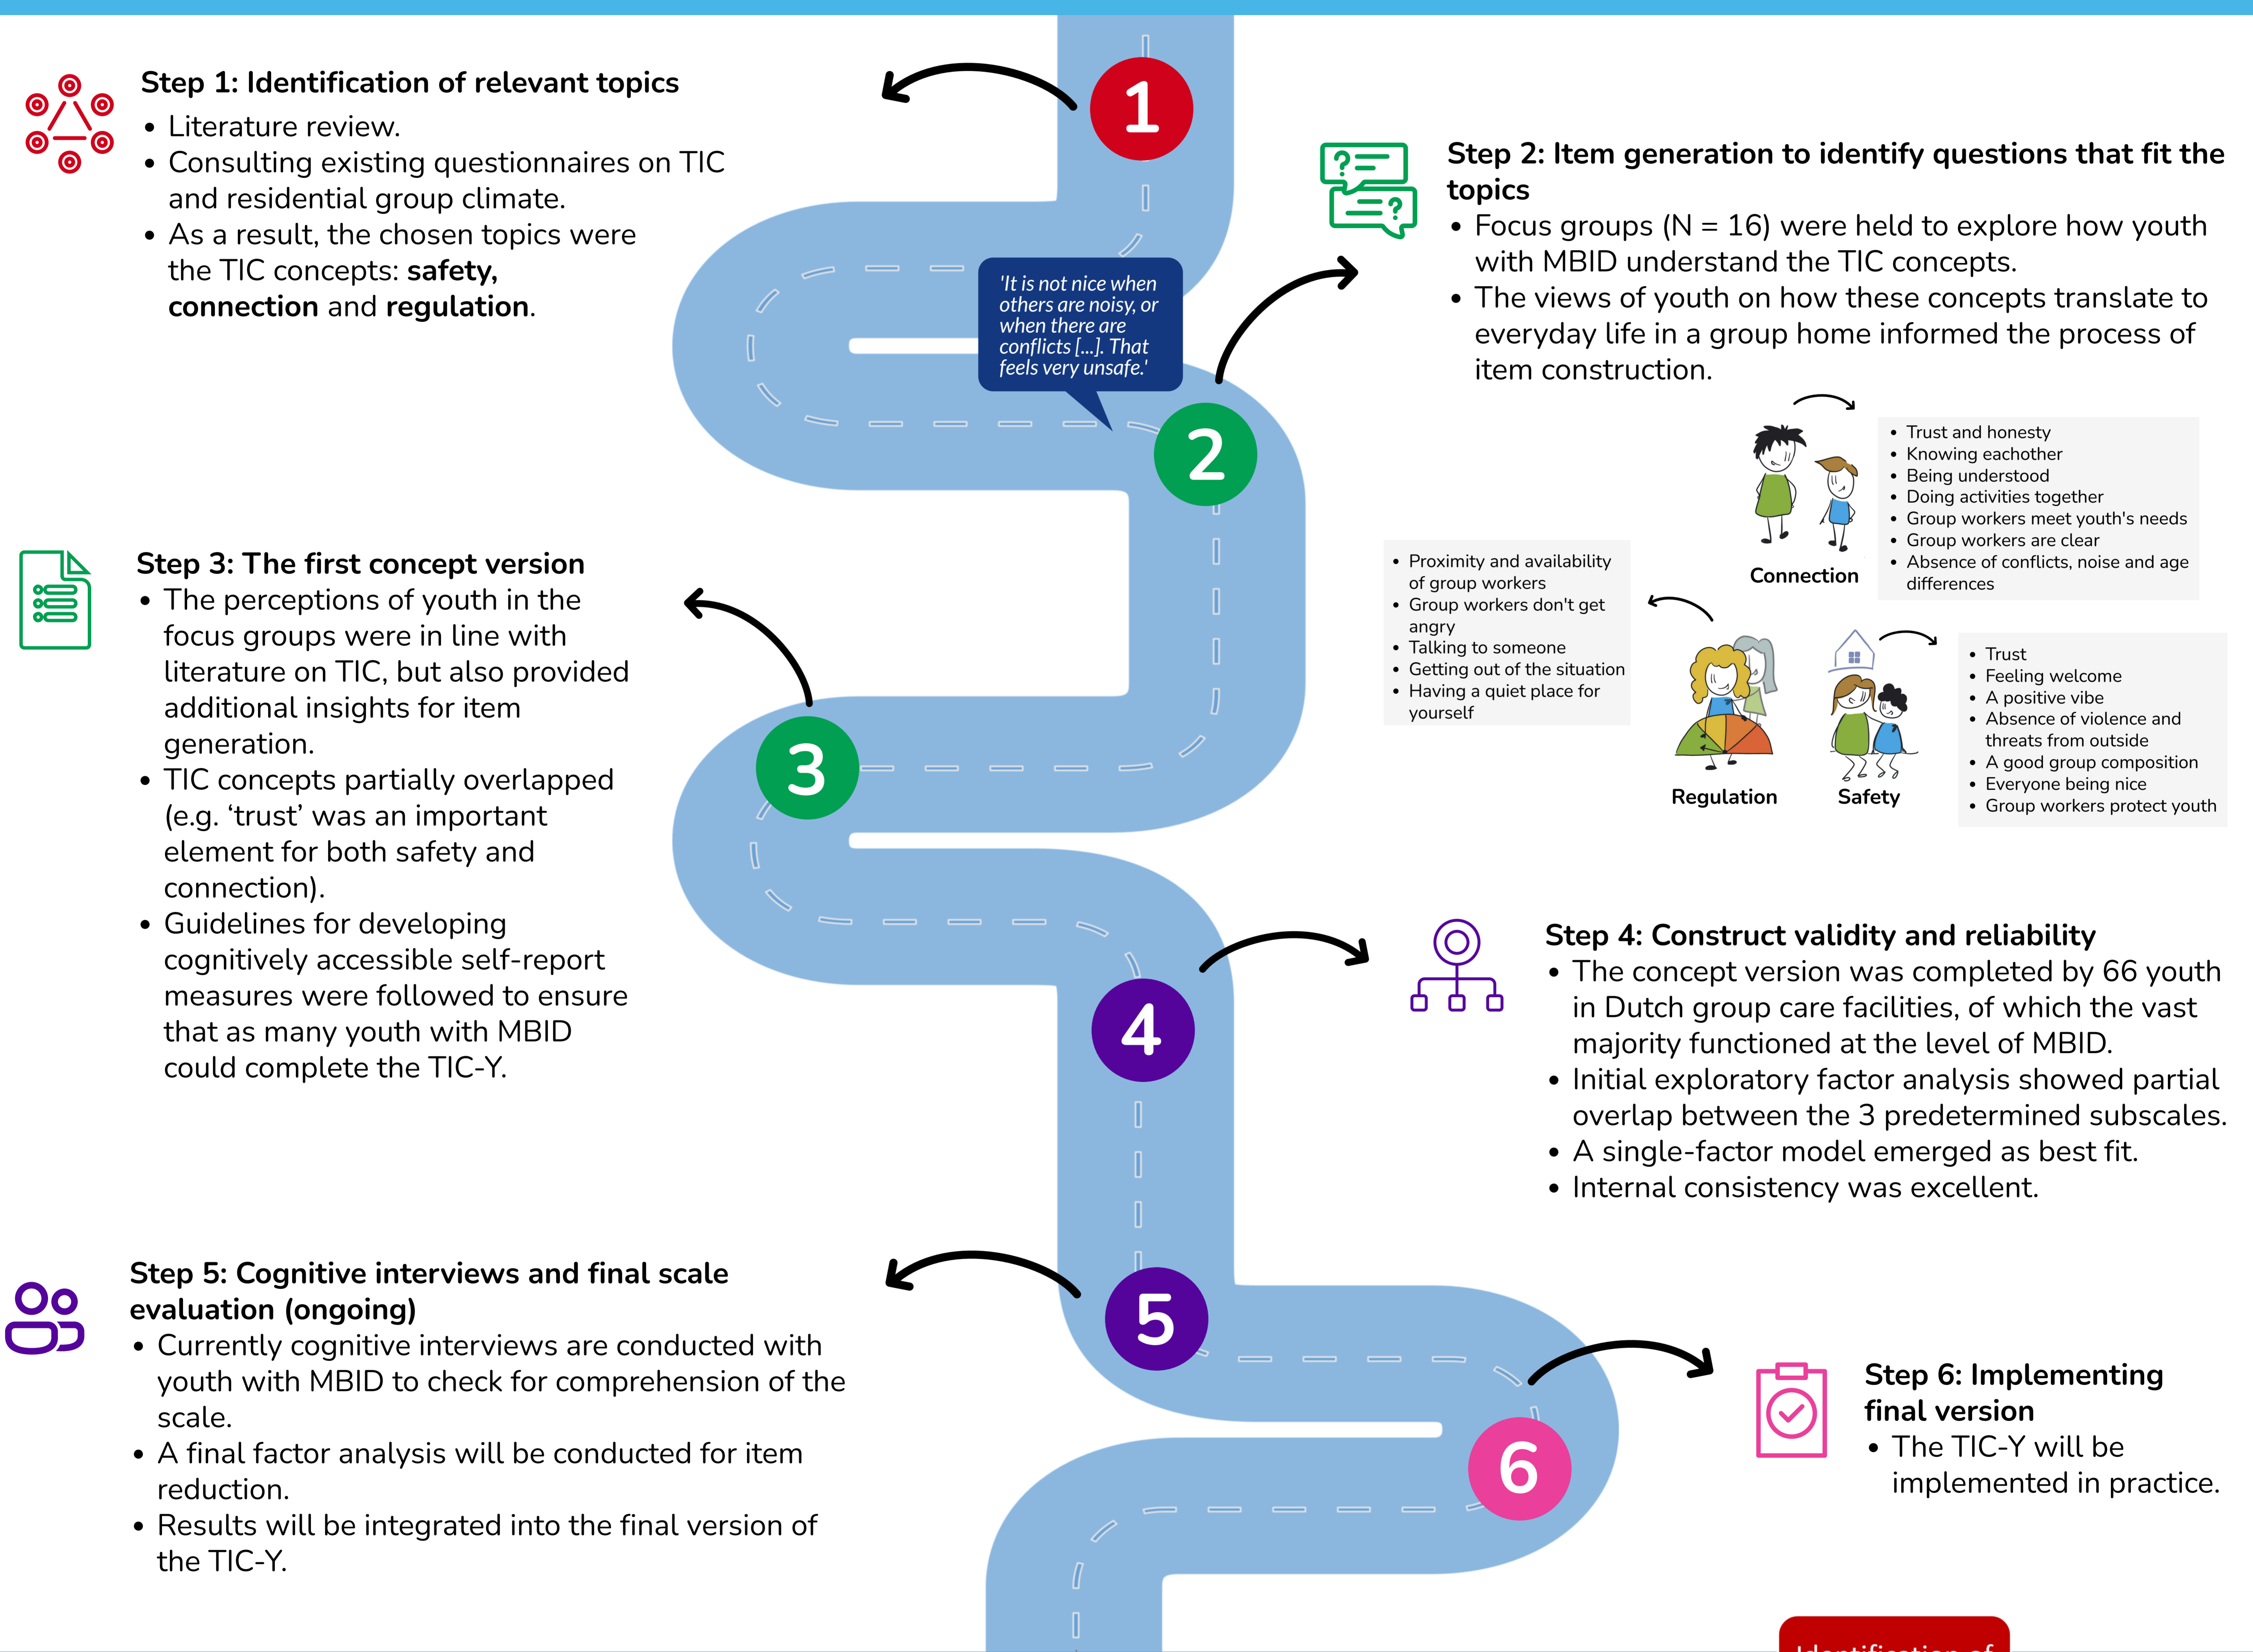 1
Step 1: Identification of relevant topics
• Literature review.
• Consulting existing questionnaires on TIC
and residential group climate.
• As a result, the chosen topics were
the TIC concepts: safety,
connection and regulation.
Step 2: Item generation to identify questions that fit the
topics
• Focus groups (N = 16) were held to explore how youth
with MBID understand the TIC concepts.
• The views of youth on how these concepts translate to
everyday life in a group home informed the process of
item construction.
'It is not nice when
others are noisy, or
when there are
conflicts [...]. That
feels very unsafe.'
2
• Trust and honesty
• Knowing eachother
• Being understood
• Doing activities together
• Group workers meet youth's needs
• Group workers are clear
• Absence of conflicts, noise and age
differences
Connection
• Proximity and availability
of group workers
• Group workers don't get
angry
• Talking to someone
• Getting out of the situation
• Having a quiet place for
yourself
Regulation
• Trust
• Feeling welcome
• A positive vibe
• Absence of violence and
threats from outside
• A good group composition
• Everyone being nice
• Group workers protect youth
Safety
Step 3: The first concept version
• The perceptions of youth in the
focus groups were in line with
literature on TIC, but also provided
additional insights for item
generation.
• TIC concepts partially overlapped
(e.g. ‘trust’ was an important
element for both safety and
connection).
• Guidelines for developing
cognitively accessible self-report
measures were followed to ensure
that as many youth with MBID
could complete the TIC-Y.
3
4
Step 4: Construct validity and reliability
• The concept version was completed by 66 youth
in Dutch group care facilities, of which the vast
majority functioned at the level of MBID.
• Initial exploratory factor analysis showed partial
overlap between the 3 predetermined subscales.
• A single-factor model emerged as best fit.
• Internal consistency was excellent.
Step 5: Cognitive interviews and final scale
evaluation (ongoing)
• Currently cognitive interviews are conducted with
youth with MBID to check for comprehension of the
scale.
• A final factor analysis will be conducted for item
reduction.
• Results will be integrated into the final version of
the TIC-Y.
5
6
Step 6: Implementing
final version
• The TIC-Y will be
implemented in practice.
Identification of